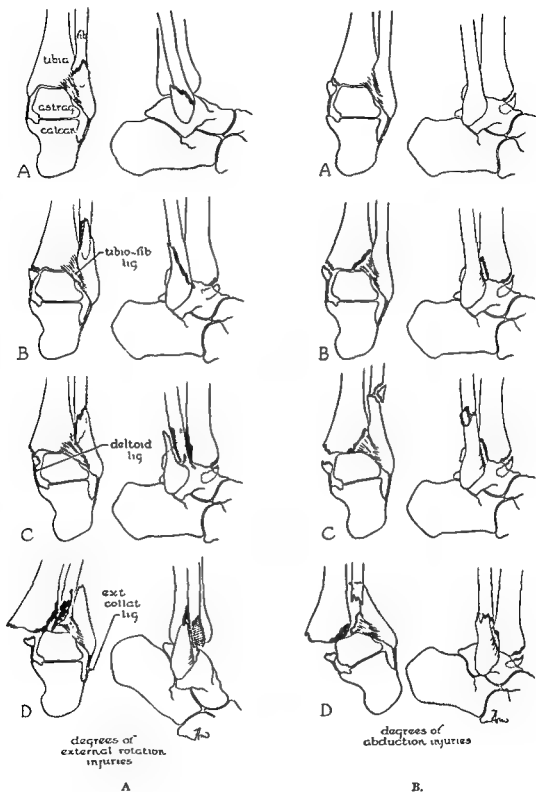 fib
tibia
astrag
calcan
A
B
tibio-fib
lig
C
deltoid
lig
D
ext
collat
lig
degrees of
external rotation
injuries
A
A
B
C
D
degrees of
abduction injuries
B.